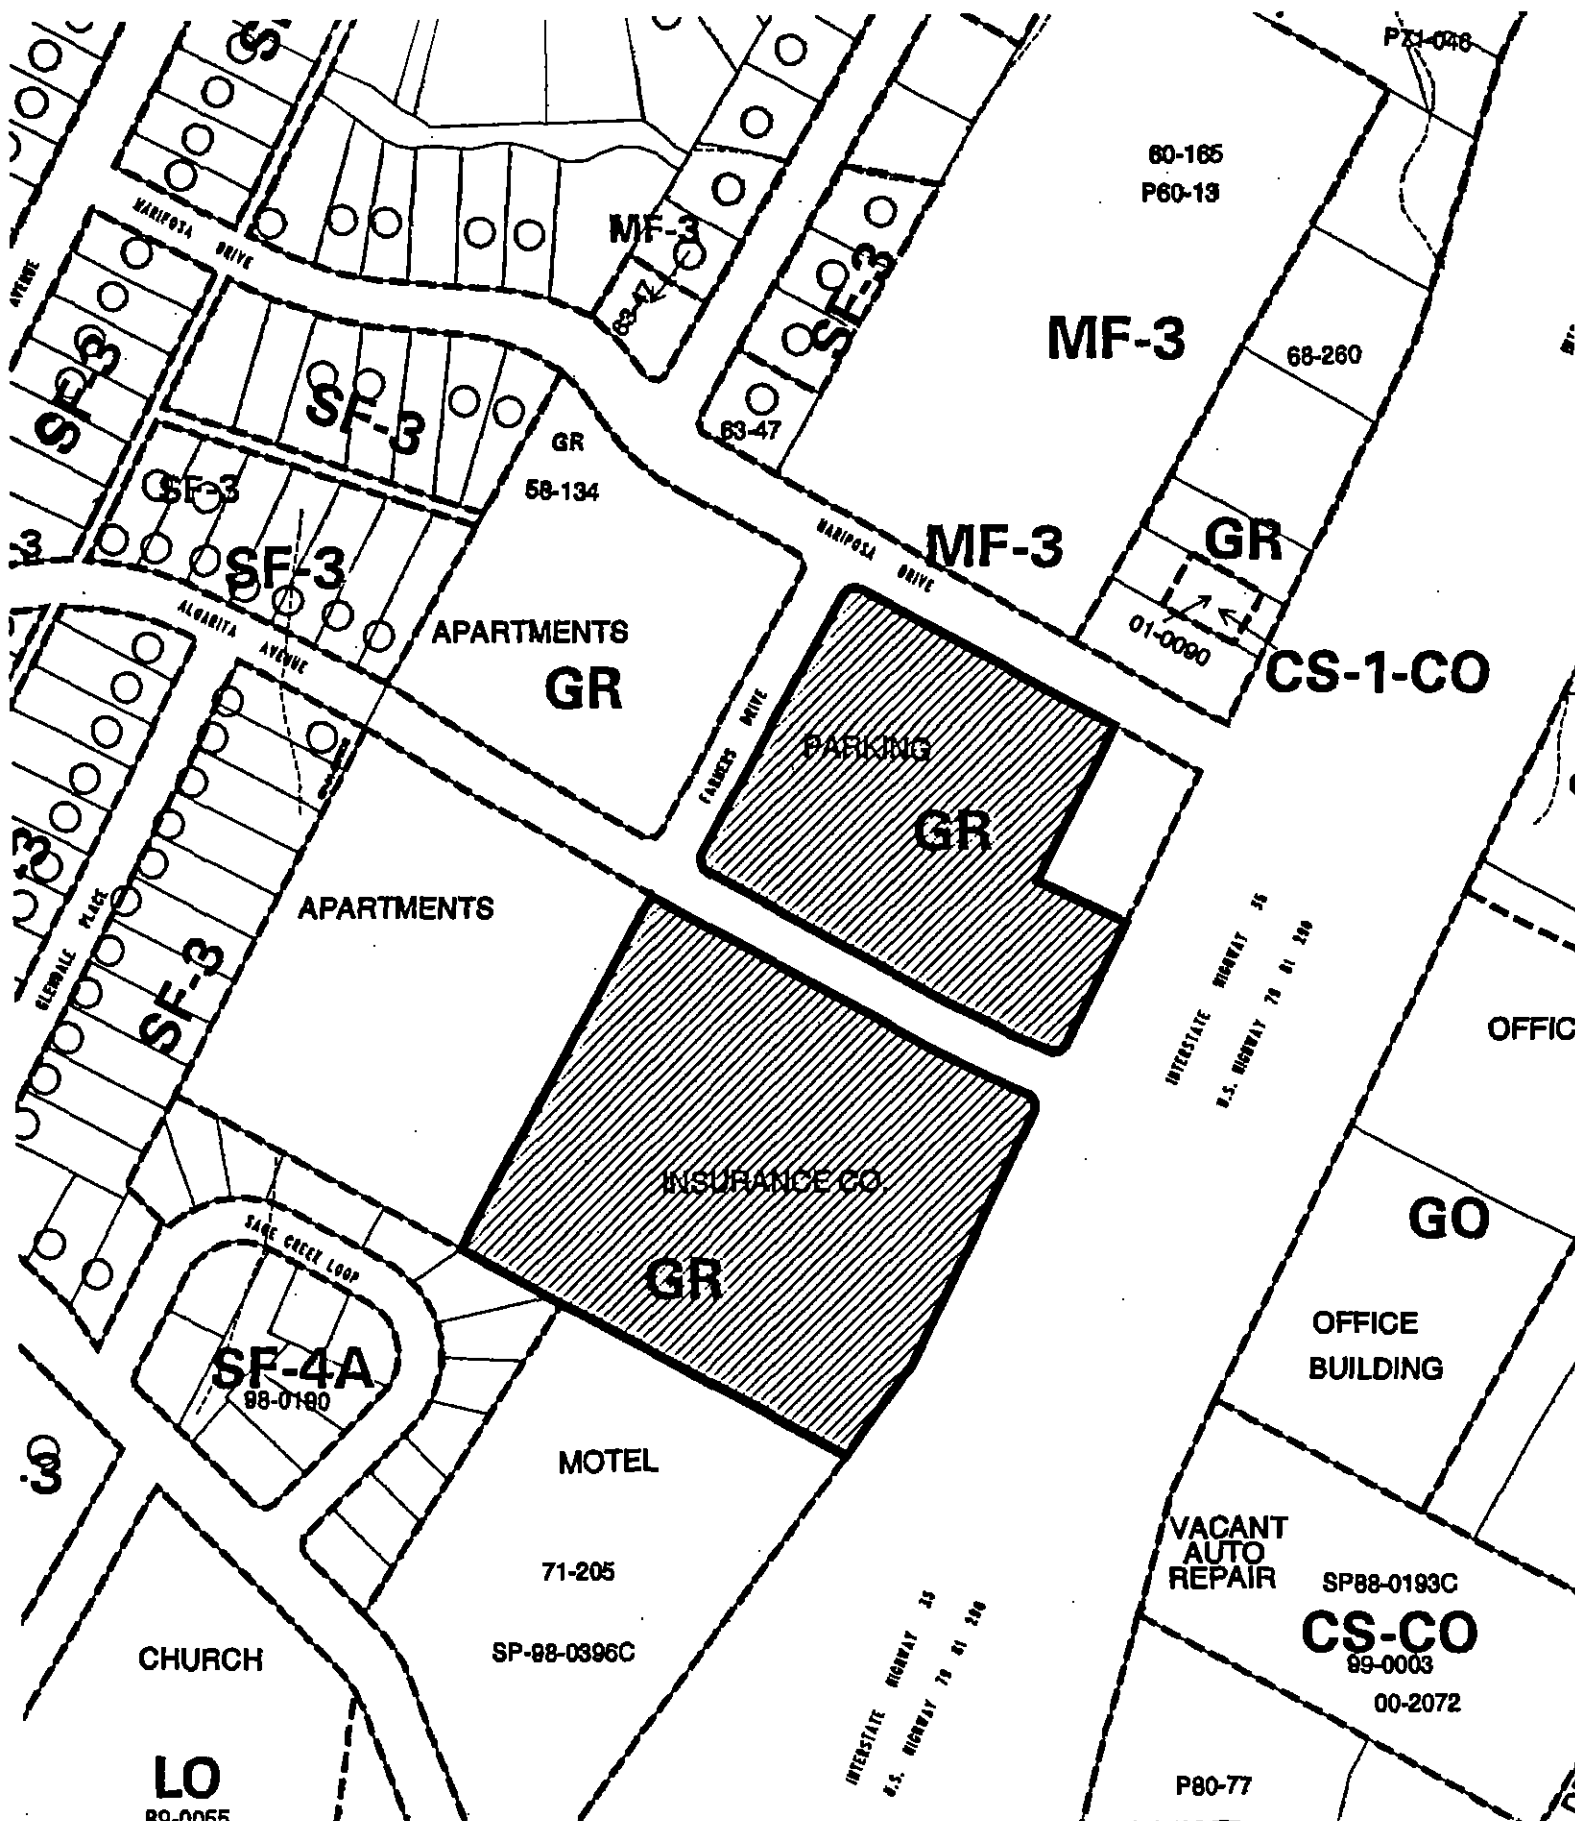 P71-046
60-165
P60-13
MARIPOSA DRIVE
MF-3
63-47
SF-3
AVENUE
MF-3
68-260
SF-3
SF-3
63-47
GR
58-134
SF-3
MARIPOSA DRIVE
MF-3
GR
SF-3
ALGARITA AVENUE
APARTMENTS
GR
01-0090
CS-1-CO
FARMERS DRIVE
PARKING
GR
APARTMENTS
GLENDALE PLACE
SF-3
INTERSTATE HIGHWAY 35
U.S. HIGHWAY 79 81 290
OFFIC
INSURANCE CO.
GO
SAGE CREEK LOOP
GR
OFFICE
BUILDING
SF-4A
98-0190
MOTEL
VACANT
AUTO
REPAIR
71-205
SP88-0193C
CS-CO
99-0003
00-2072
INTERSTATE HIGHWAY 35
U.S. HIGHWAY 79 81 290
SP-98-0396C
CHURCH
LO
89-0055
P80-77